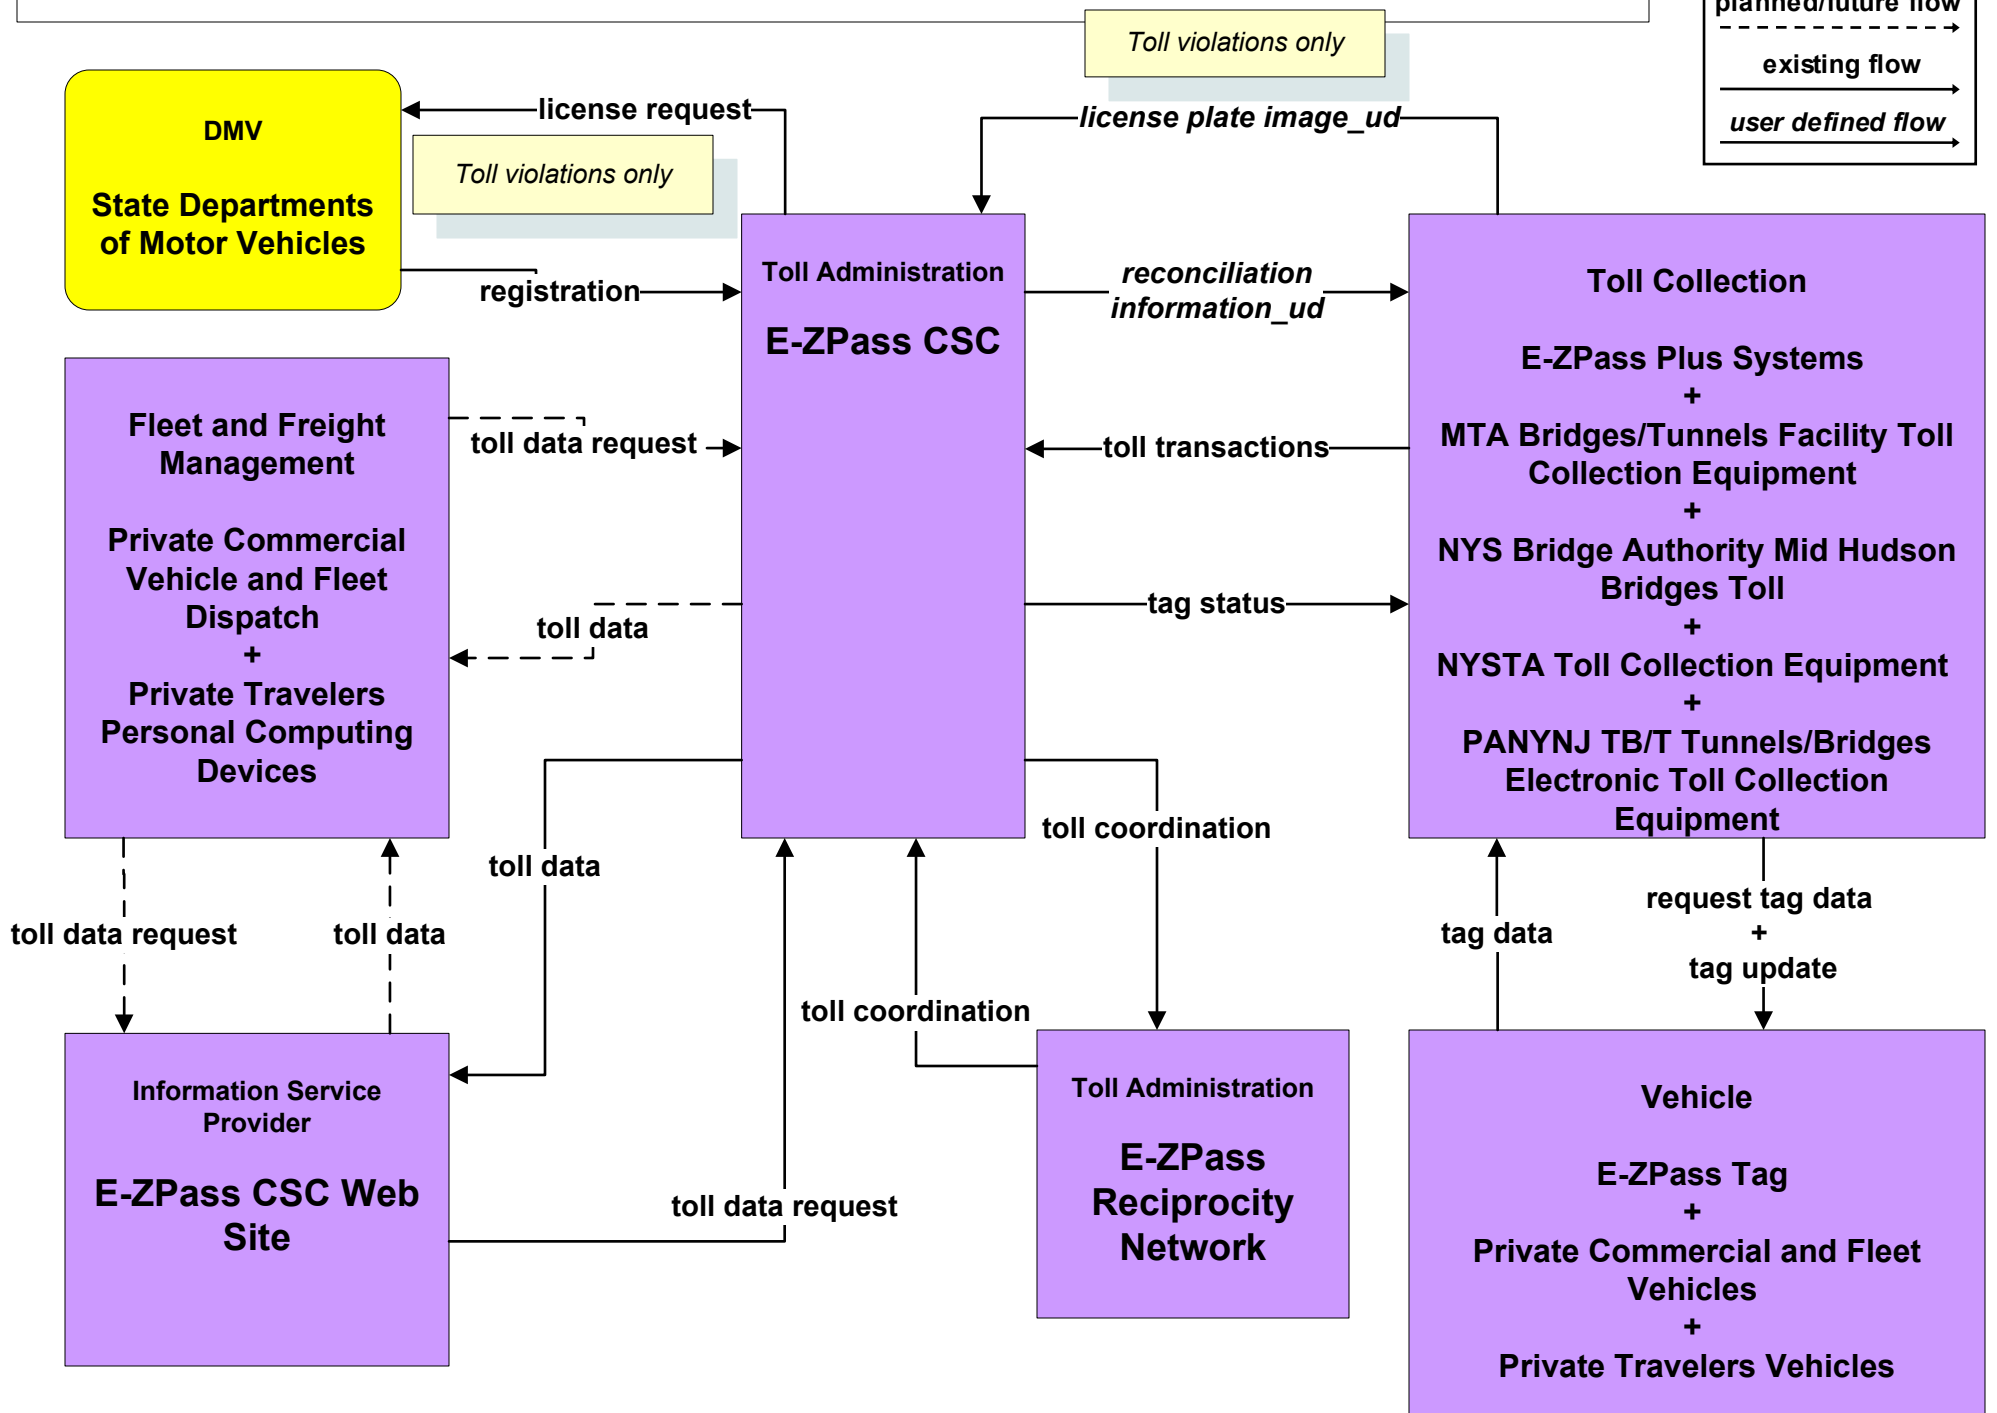 planned/future flow
existing flow
user defined flow
Toll violations only
license request
license plate image_ud
DMV
State Departments
of Motor Vehicles
Toll violations only
registration
Toll Administration
E-ZPass CSC
reconciliation
information_ud
Toll Collection
E-ZPass Plus Systems
+
MTA Bridges/Tunnels Facility Toll
Collection Equipment
+
NYS Bridge Authority Mid Hudson
Bridges Toll
+
NYSTA Toll Collection Equipment
+
PANYNJ TB/T Tunnels/Bridges
Electronic Toll Collection
Equipment
Fleet and Freight
Management
Private Commercial
Vehicle and Fleet
Dispatch
+
Private Travelers
Personal Computing
Devices
toll data request
toll transactions
toll data
tag status
toll data
toll coordination
toll data request
toll data
tag data
request tag data
+
tag update
toll coordination
Information Service
Provider
E-ZPass CSC Web
Site
toll data request
Toll Administration
E-ZPass
Reciprocity
Network
Vehicle
E-ZPass Tag
+
Private Commercial and Fleet
Vehicles
+
Private Travelers Vehicles